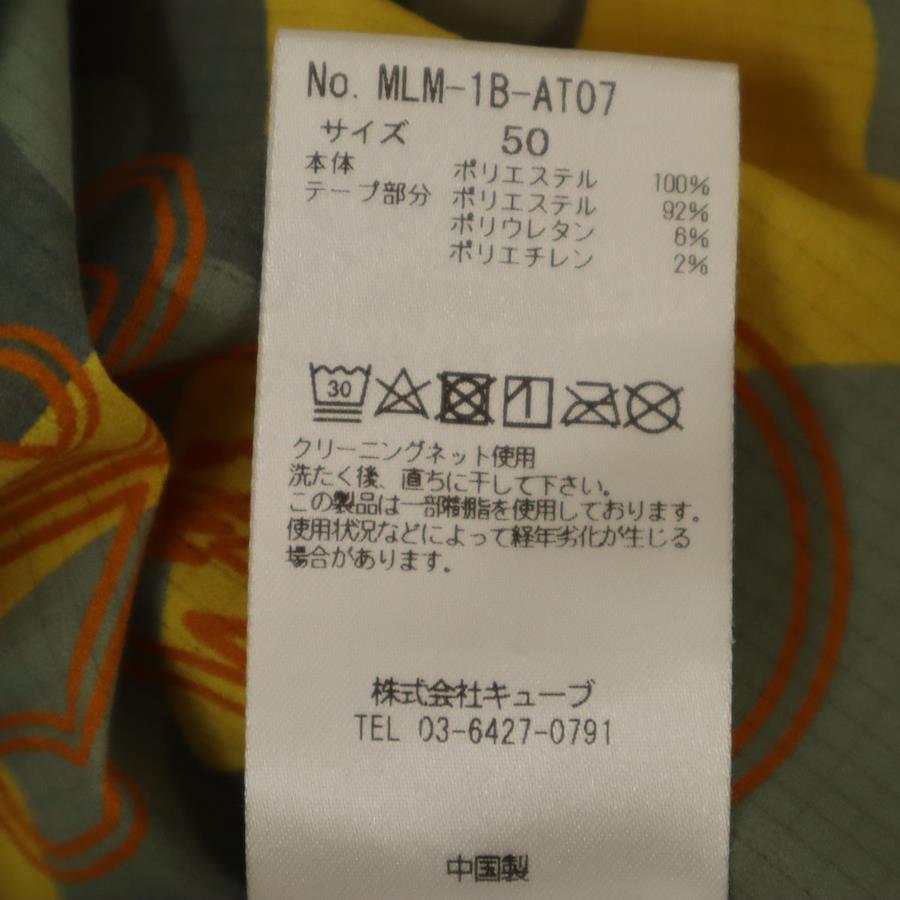 No. MLM-1B-AT07
サイズ 50
本体 ポリエステル 100%
テープ部分 ポリエステル 92%
ポリウレタン 6%
ポリエチレン 2%
30
クリーニングネット使用
洗たく後、直ちに干して下さい。
この製品は一部樹脂を使用しております。
使用状況などによって経年劣化が生じる
場合があります。
株式会社キューブ
TEL 03-6427-0791
中国製